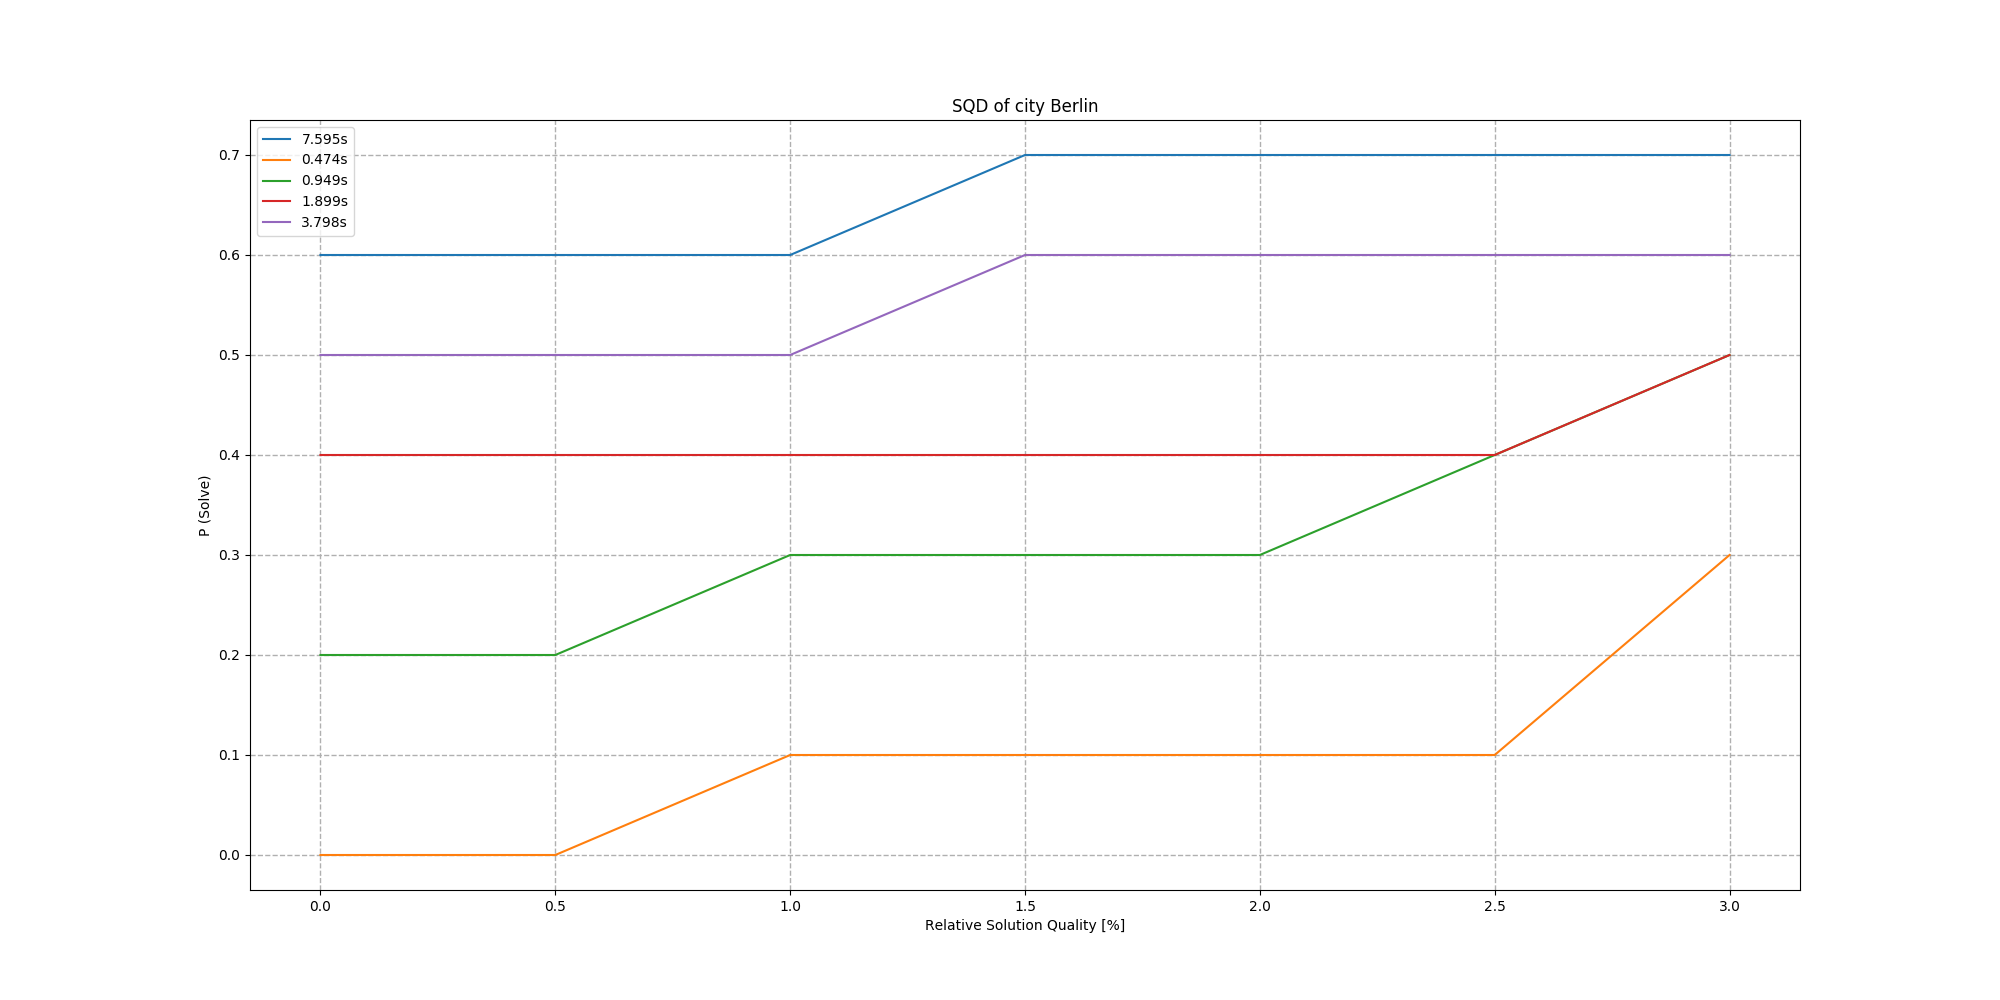 SQD of city Berlin
7.595s
0.474s
0.949s
1.899s
3.798s
0.7
0.6
0.5
0.4
0.3
0.2
0.1
0.0
P (Solve)
0.0 0.5 1.0 1.5 2.0 2.5 3.0
Relative Solution Quality [%]